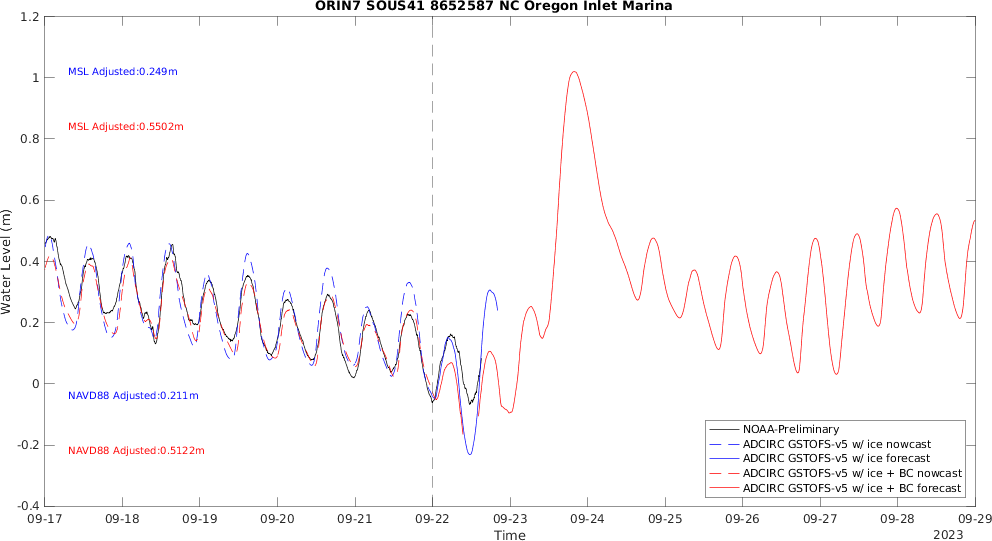 ORIN7 SOUS41 8652587 NC Oregon Inlet Marina
1.2
1
0.8
0.6
0.4
0.2
0
-0.2
-0.4
Water Level (m)
MSL Adjusted:0.249m
MSL Adjusted:0.5502m
NAVD88 Adjusted:0.211m
NAVD88 Adjusted:0.5122m
NOAA-Preliminary
ADCIRC GSTOFS-v5 w/ ice nowcast
ADCIRC GSTOFS-v5 w/ ice forecast
ADCIRC GSTOFS-v5 w/ ice + BC nowcast
ADCIRC GSTOFS-v5 w/ ice + BC forecast
09-17 09-18 09-19 09-20 09-21 09-22 09-23 09-24 09-25 09-26 09-27 09-28 09-29
Time
2023